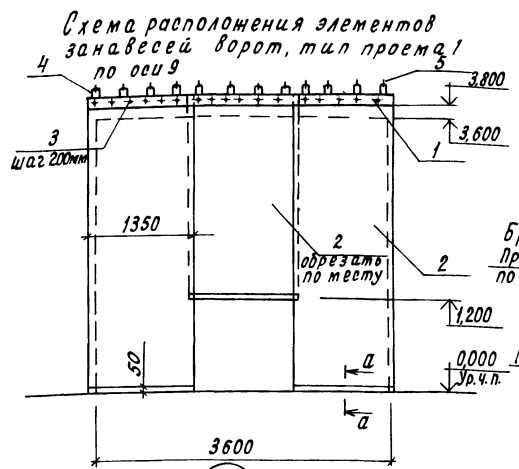 Схема расположения элементов
занавесей ворот, тип проема 1
по оси 9
4
5
3,800
3
шаг 200мм
1
3,600
1350
2
обрезать
по месту
2
по
1,200
50
а
0,000
Ур.ч.п.
а
3600